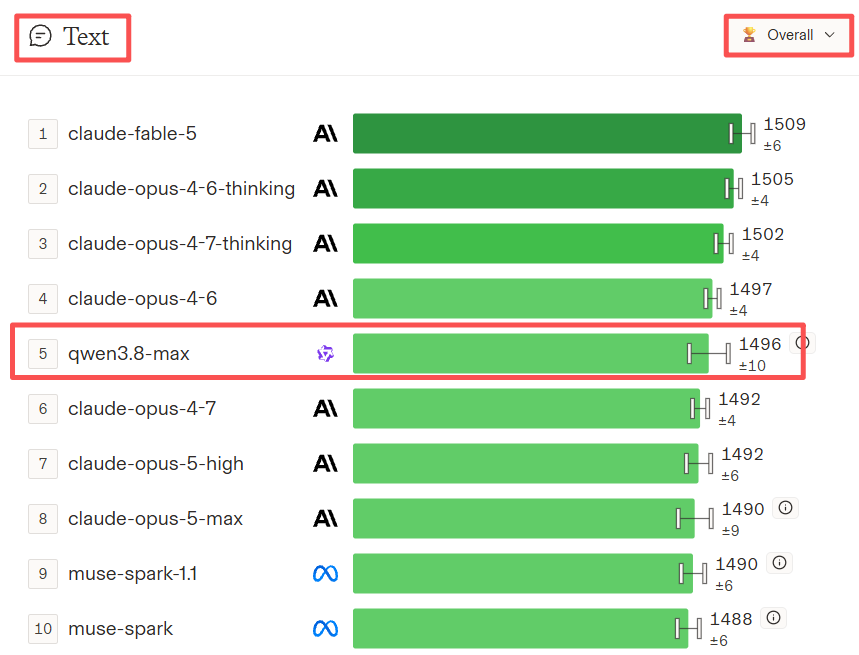 Text
Overall
1 claude-fable-5 1509 ±6
2 claude-opus-4-6-thinking 1505 ±4
3 claude-opus-4-7-thinking 1502 ±4
4 claude-opus-4-6 1497 ±4
5 qwen3.8-max 1496 ±10
6 claude-opus-4-7 1492 ±4
7 claude-opus-5-high 1492 ±6
8 claude-opus-5-max 1490 ±9
9 muse-spark-1.1 1490 ±6
10 muse-spark 1488 ±6